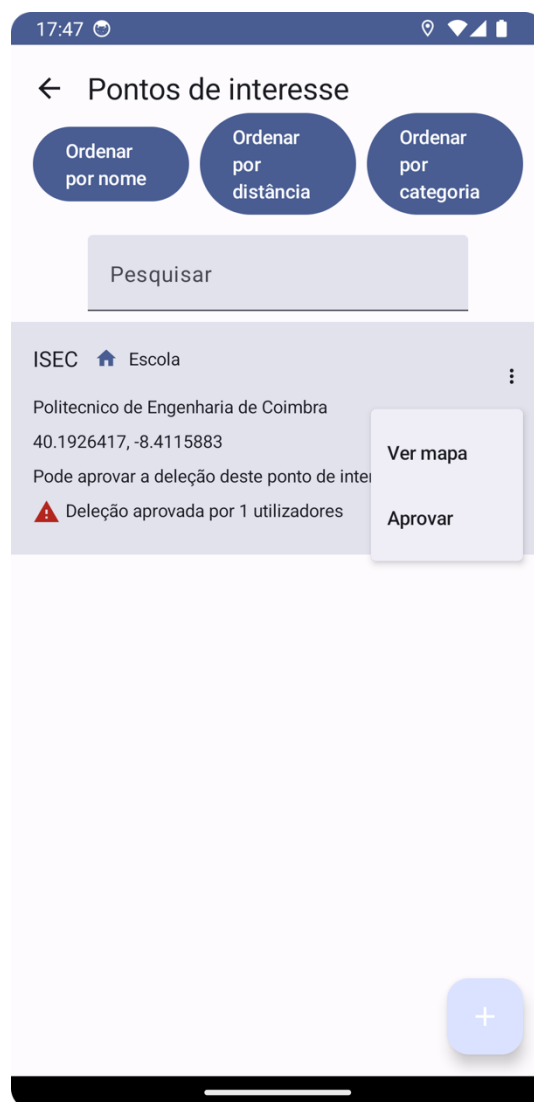 17:47
Pontos de interesse
Ordenar
por nome
Ordenar
por
distância
Ordenar
por
categoria
Pesquisar
ISEC Escola
Politecnico de Engenharia de Coimbra
40.1926417, -8.4115883
Pode aprovar a deleção deste ponto de inter
Deleção aprovada por 1 utilizadores
Ver mapa
Aprovar